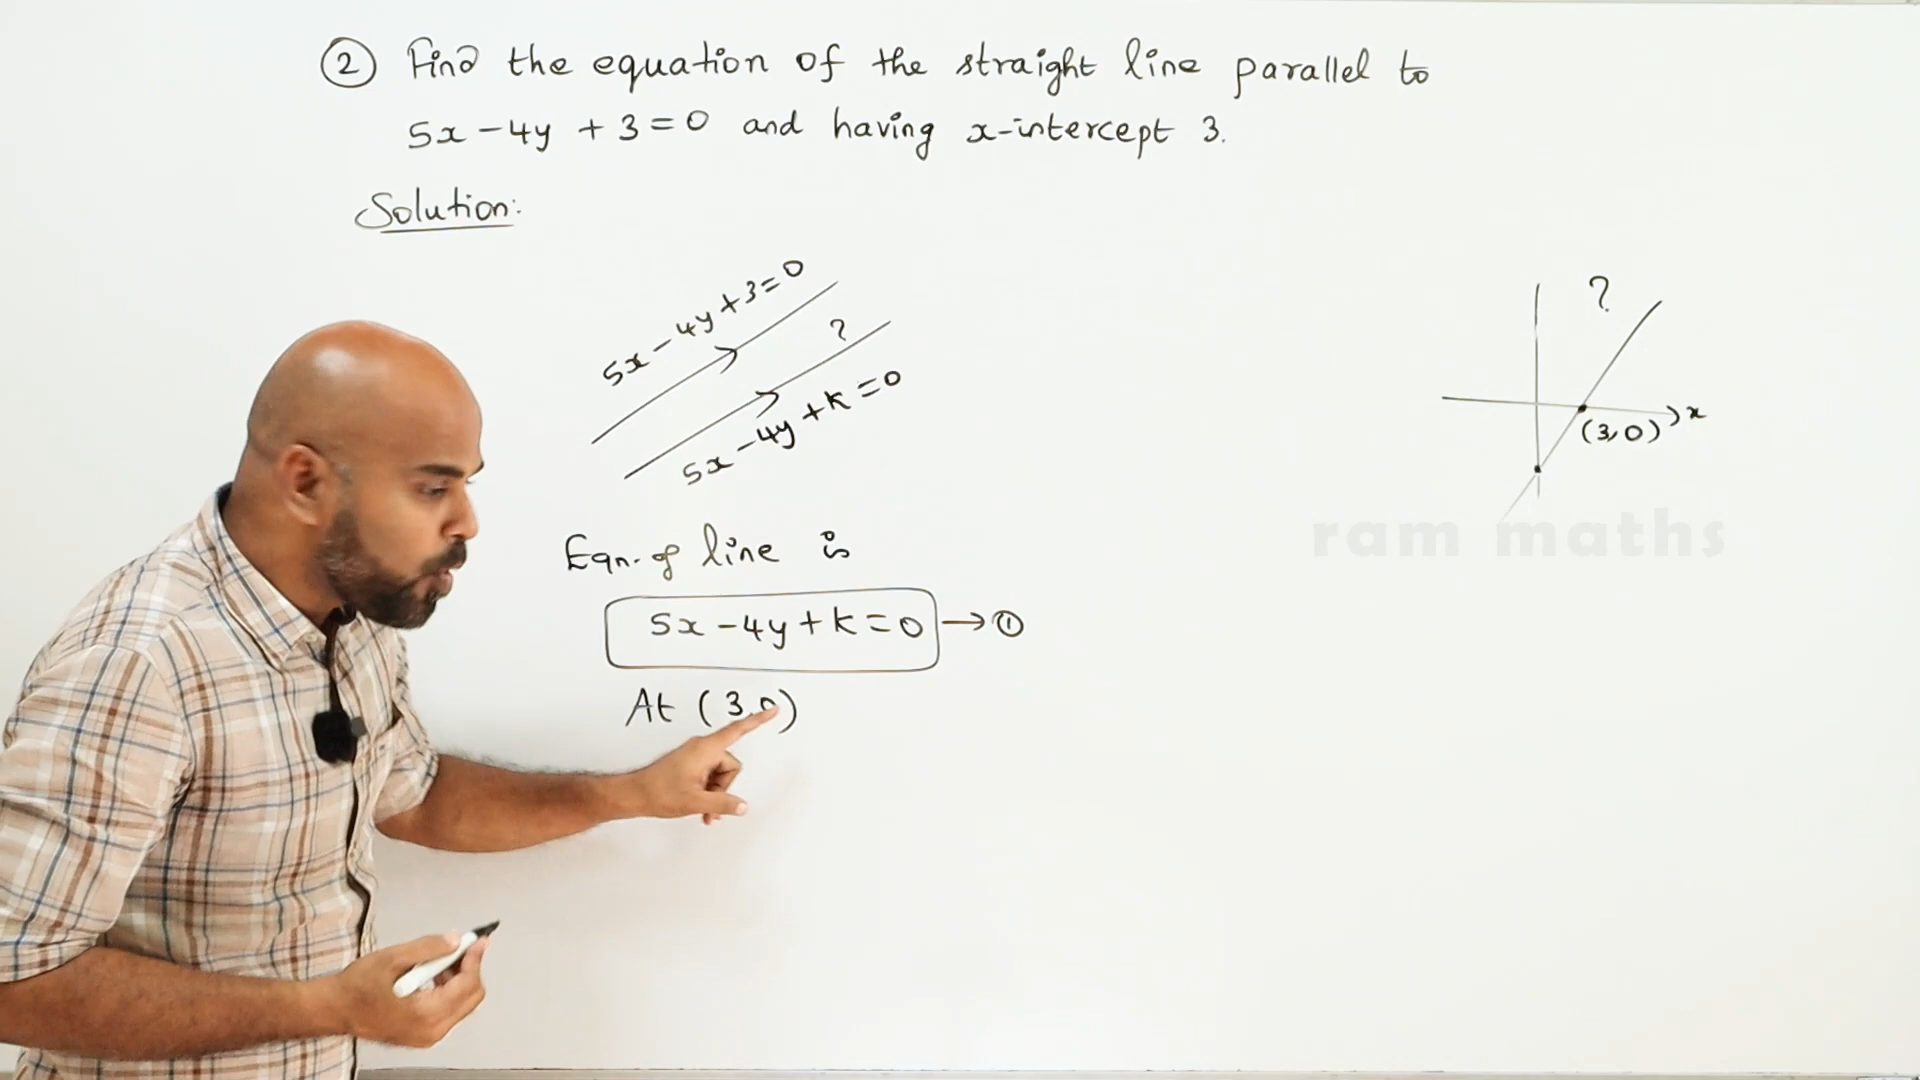 ② Find the equation of the straight line parallel to
5x - 4y + 3 = 0 and having x-intercept 3.
Solution:
5x - 4y + 3 = 0
?
5x - 4y + k = 0
?
x
(3,0)
ram maths
Eqn. of line is
5x - 4y + k = 0 → ①
At (3,0)